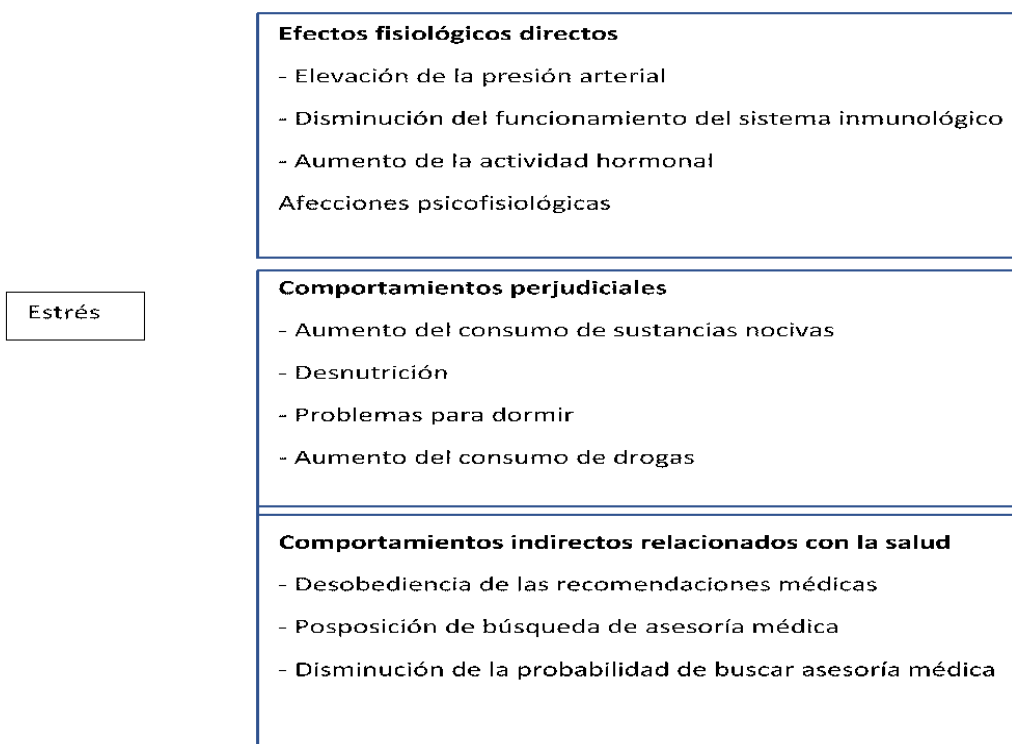 Efectos fisiológicos directos
- Elevación de la presión arterial
- Disminución del funcionamiento del sistema inmunológico
- Aumento de la actividad hormonal
Afecciones psicofisiológicas
Estrés
Comportamientos perjudiciales
- Aumento del consumo de sustancias nocivas
- Desnutrición
- Problemas para dormir
- Aumento del consumo de drogas
Comportamientos indirectos relacionados con la salud
- Desobediencia de las recomendaciones médicas
- Posposición de búsqueda de asesoría médica
- Disminución de la probabilidad de buscar asesoría médica